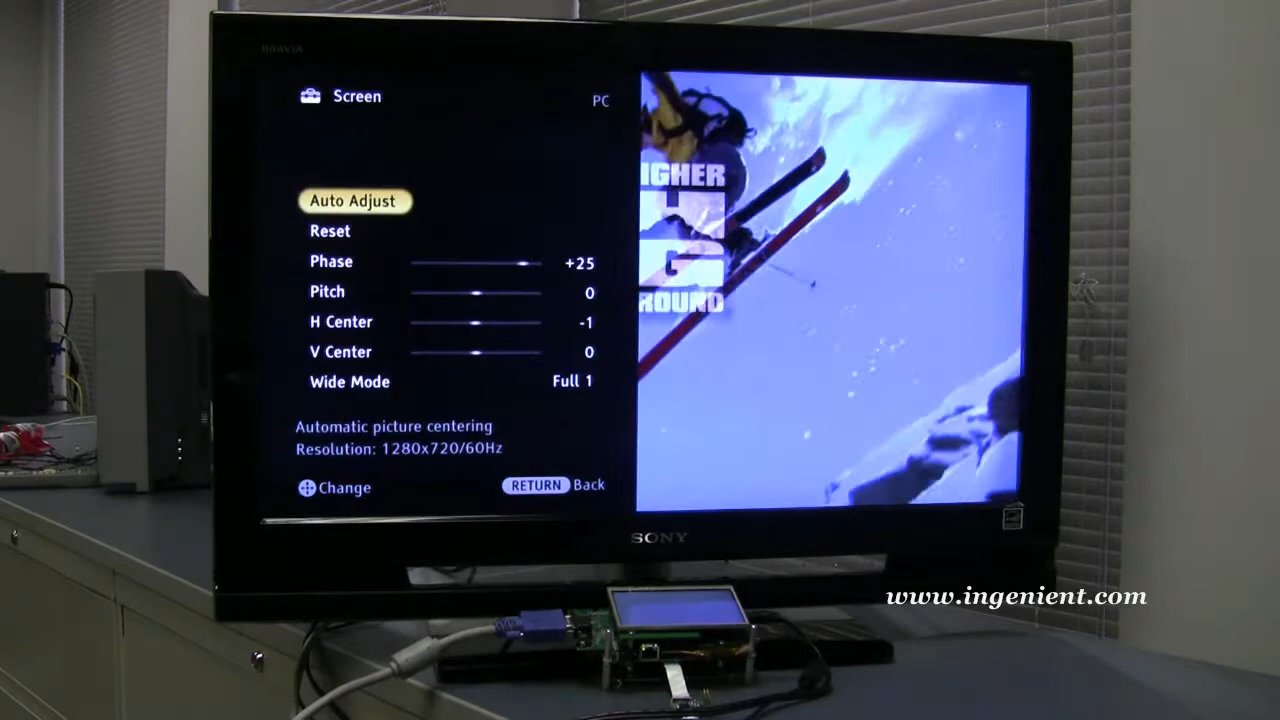 BRAVIA
Screen
PC
Auto Adjust
Reset
Phase +25
Pitch 0
H Center -1
V Center 0
Wide Mode Full 1
Automatic picture centering
Resolution: 1280x720/60Hz
Change
RETURN Back
IGHER
H
G
ROUND
SONY
www.ingenient.com